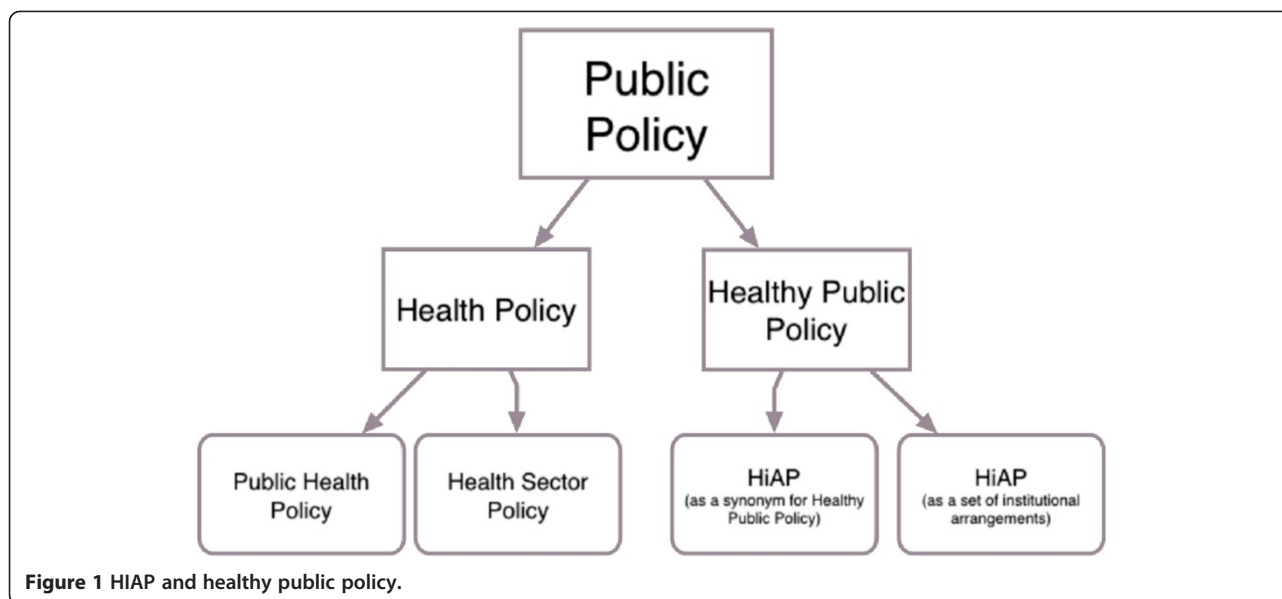 Public
Policy
Health Policy
Healthy Public
Policy
Public Health
Policy
Health Sector
Policy
HiAP
(as a synonym for Healthy
Public Policy)
HiAP
(as a set of institutional
arrangements)
Figure 1 HIAP and healthy public policy.